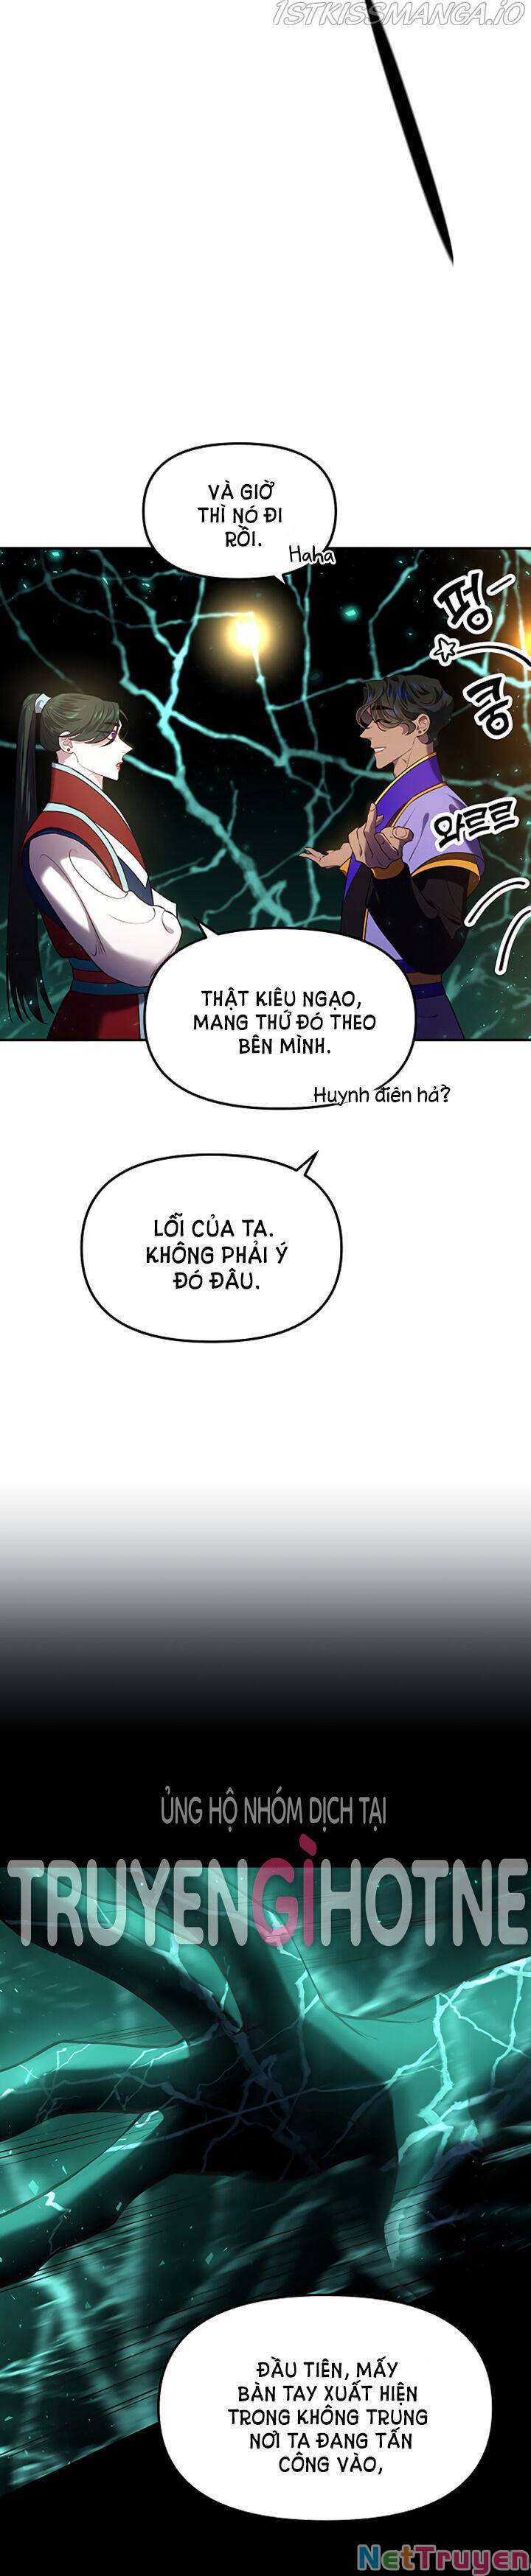 1STKISSMANGA.IO
VÀ GIỜ
THÌ NÓ ĐI
RỒI.
Haha
펑-
쿵
와르르
THẬT KIÊU NGẠO,
MANG THỨ ĐÓ THEO
BÊN MÌNH.
Huynh điên hả?
LỖI CỦA TA.
KHÔNG PHẢI Ý
ĐÓ ĐÂU.
ỦNG HỘ NHÓM DỊCH TẠI
TRUYENGIHOTNE
ĐẦU TIÊN, MẤY
BÀN TAY XUẤT HIỆN
TRONG KHÔNG TRUNG
NƠI TA ĐANG TẤN
CÔNG VÀO,
NetTruyen